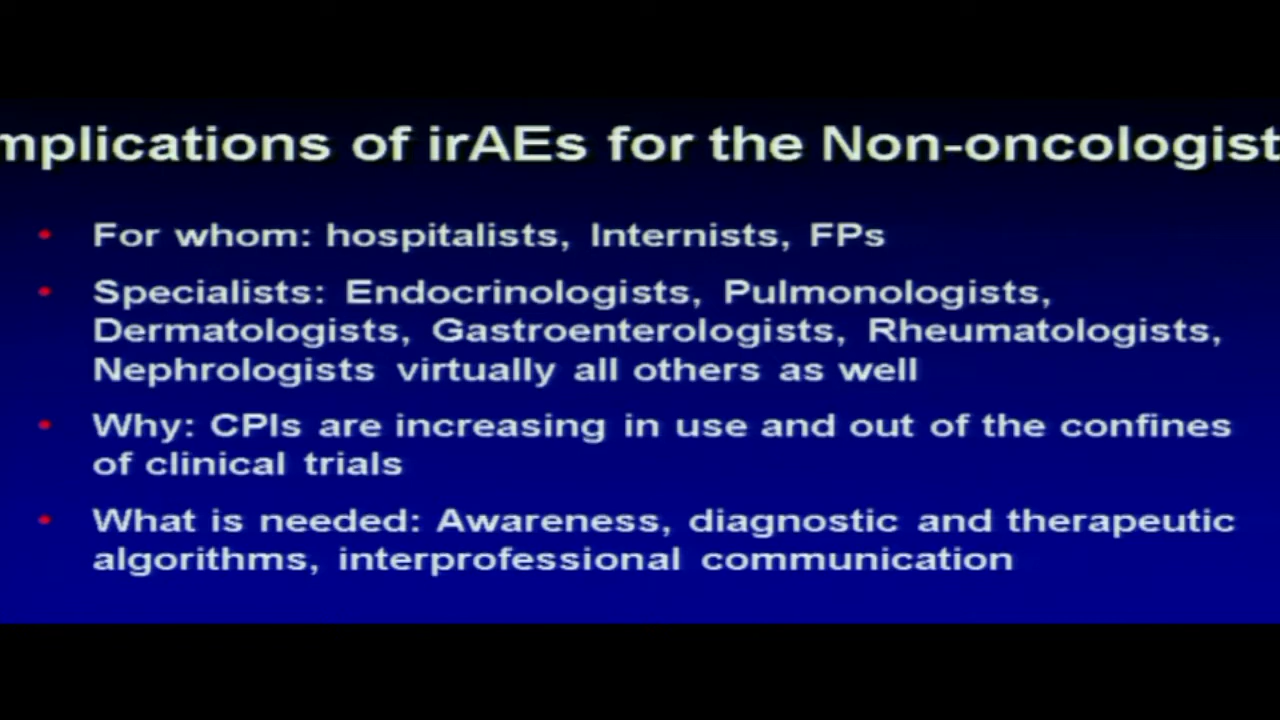 mplications of irAEs for the Non-oncologist
• For whom: hospitalists, Internists, FPs
• Specialists: Endocrinologists, Pulmonologists,
Dermatologists, Gastroenterologists, Rheumatologists,
Nephrologists virtually all others as well
• Why: CPIs are increasing in use and out of the confines
of clinical trials
• What is needed: Awareness, diagnostic and therapeutic
algorithms, interprofessional communication